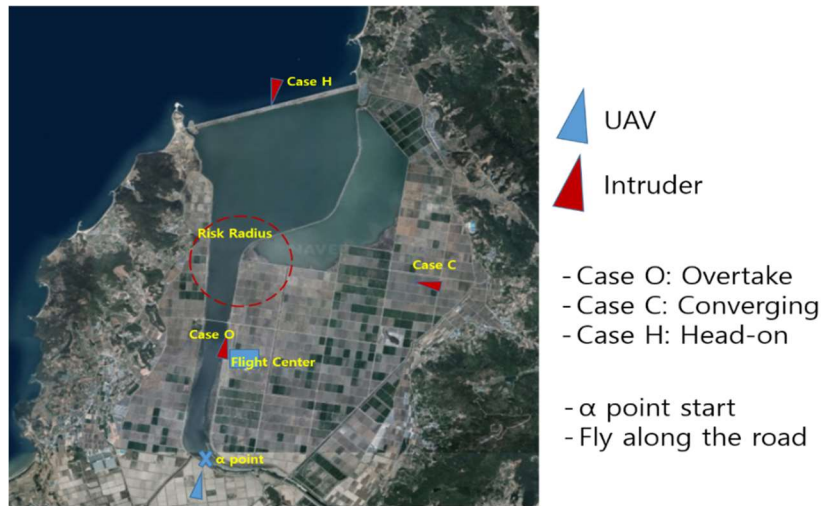 Case H
Risk Radius
NAVER
Case C
Case O
Flight Center
α point
UAV
Intruder
-Case O: Overtake
-Case C: Converging
-Case H: Head-on
-α point start
-Fly along the road